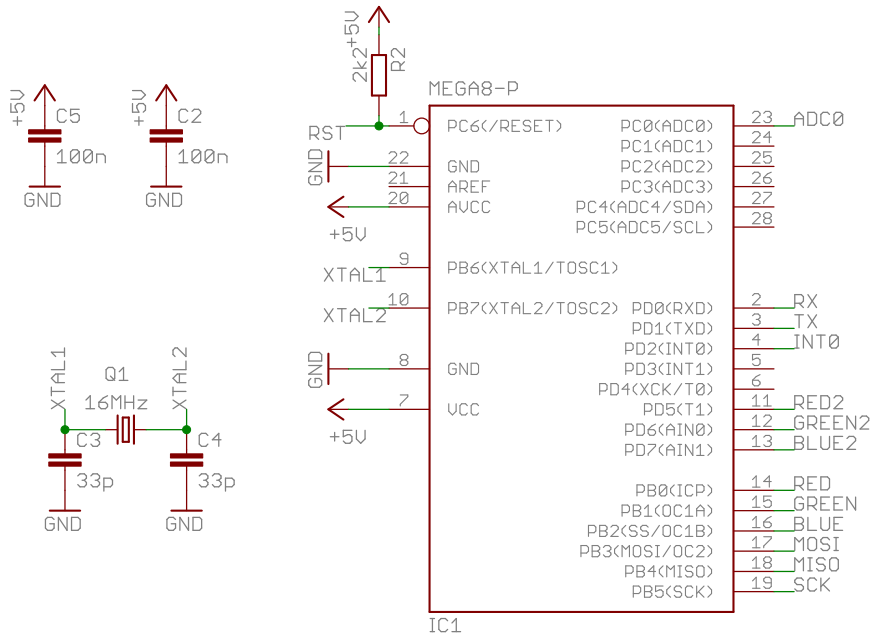 +5V
C5
100n
GND
+5V
C2
100n
GND
+5V
2k2
R2
MEGA8-P
RST
1
PC6(/RESET)
GND
22
GND
21
AREF
20
AVCC
+5V
XTAL1
9
PB6(XTAL1/TOSC1)
XTAL2
10
PB7(XTAL2/TOSC2)
GND
8
GND
7
VCC
+5V
PC0(ADC0)
23
ADC0
PC1(ADC1)
24
PC2(ADC2)
25
PC3(ADC3)
26
PC4(ADC4/SDA)
27
PC5(ADC5/SCL)
28
PD0(RXD)
2
RX
PD1(TXD)
3
TX
PD2(INT0)
4
INT0
PD3(INT1)
5
PD4(XCK/T0)
6
PD5(T1)
11
RED2
PD6(AIN0)
12
GREEN2
PD7(AIN1)
13
BLUE2
PB0(ICP)
14
RED
PB1(OC1A)
15
GREEN
PB2(SS/OC1B)
16
BLUE
PB3(MOSI/OC2)
17
MOSI
PB4(MISO)
18
MISO
PB5(SCK)
19
SCK
IC1
XTAL1
Q1
16MHz
XTAL2
C3
33p
GND
C4
33p
GND